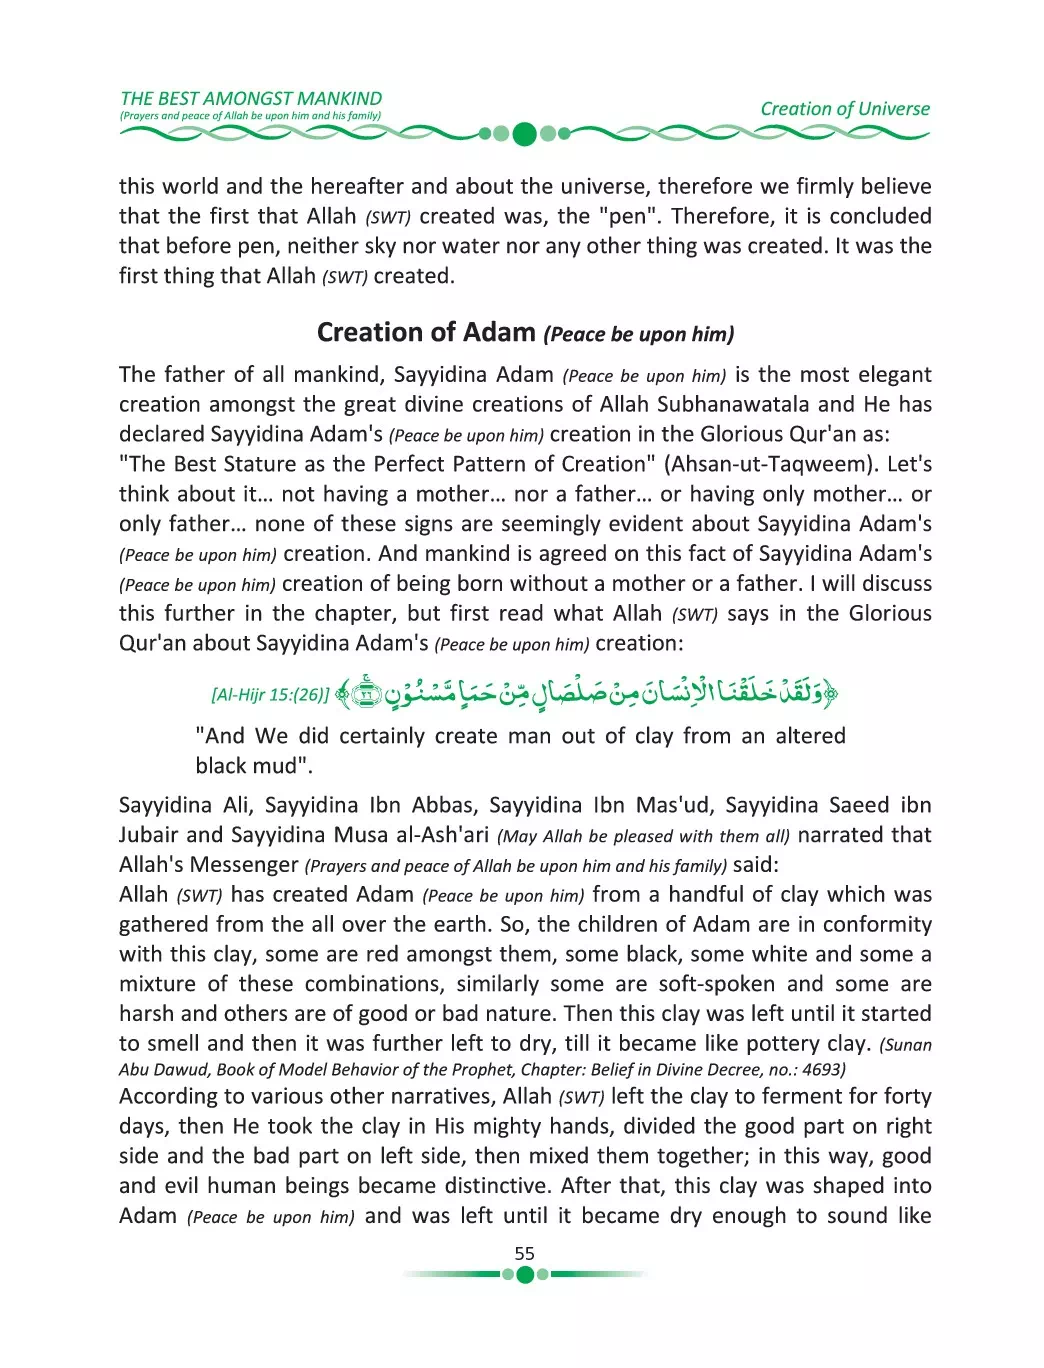 THE BEST AMONGST MANKIND
(Prayers and peace of Allah be upon him and his family)
Creation of Universe
this world and the hereafter and about the universe, therefore we firmly believe
that the first that Allah (SWT) created was, the "pen". Therefore, it is concluded
that before pen, neither sky nor water nor any other thing was created. It was the
first thing that Allah (SWT) created.
Creation of Adam (Peace be upon him)
The father of all mankind, Sayyidina Adam (Peace be upon him) is the most elegant
creation amongst the great divine creations of Allah Subhanawatala and He has
declared Sayyidina Adam's (Peace be upon him) creation in the Glorious Qur'an as:
"The Best Stature as the Perfect Pattern of Creation" (Ahsan-ut-Taqweem). Let's
think about it... not having a mother... nor a father... or having only mother... or
only father... none of these signs are seemingly evident about Sayyidina Adam's
(Peace be upon him) creation. And mankind is agreed on this fact of Sayyidina Adam's
(Peace be upon him) creation of being born without a mother or a father. I will discuss
this further in the chapter, but first read what Allah (SWT) says in the Glorious
Qur'an about Sayyidina Adam's (Peace be upon him) creation:
﴿وَلَقَدْ خَلَقْنَا الْاِنْسَانَ مِنْ صَلْصَالٍ مِّنْ حَمَاٍ مَّسْنُوْنٍ ۚ۲۶﴾ [Al-Hijr 15:(26)]
"And We did certainly create man out of clay from an altered
black mud".
Sayyidina Ali, Sayyidina Ibn Abbas, Sayyidina Ibn Mas'ud, Sayyidina Saeed ibn
Jubair and Sayyidina Musa al-Ash'ari (May Allah be pleased with them all) narrated that
Allah's Messenger (Prayers and peace of Allah be upon him and his family) said:
Allah (SWT) has created Adam (Peace be upon him) from a handful of clay which was
gathered from the all over the earth. So, the children of Adam are in conformity
with this clay, some are red amongst them, some black, some white and some a
mixture of these combinations, similarly some are soft-spoken and some are
harsh and others are of good or bad nature. Then this clay was left until it started
to smell and then it was further left to dry, till it became like pottery clay. (Sunan
Abu Dawud, Book of Model Behavior of the Prophet, Chapter: Belief in Divine Decree, no.: 4693)
According to various other narratives, Allah (SWT) left the clay to ferment for forty
days, then He took the clay in His mighty hands, divided the good part on right
side and the bad part on left side, then mixed them together; in this way, good
and evil human beings became distinctive. After that, this clay was shaped into
Adam (Peace be upon him) and was left until it became dry enough to sound like
55